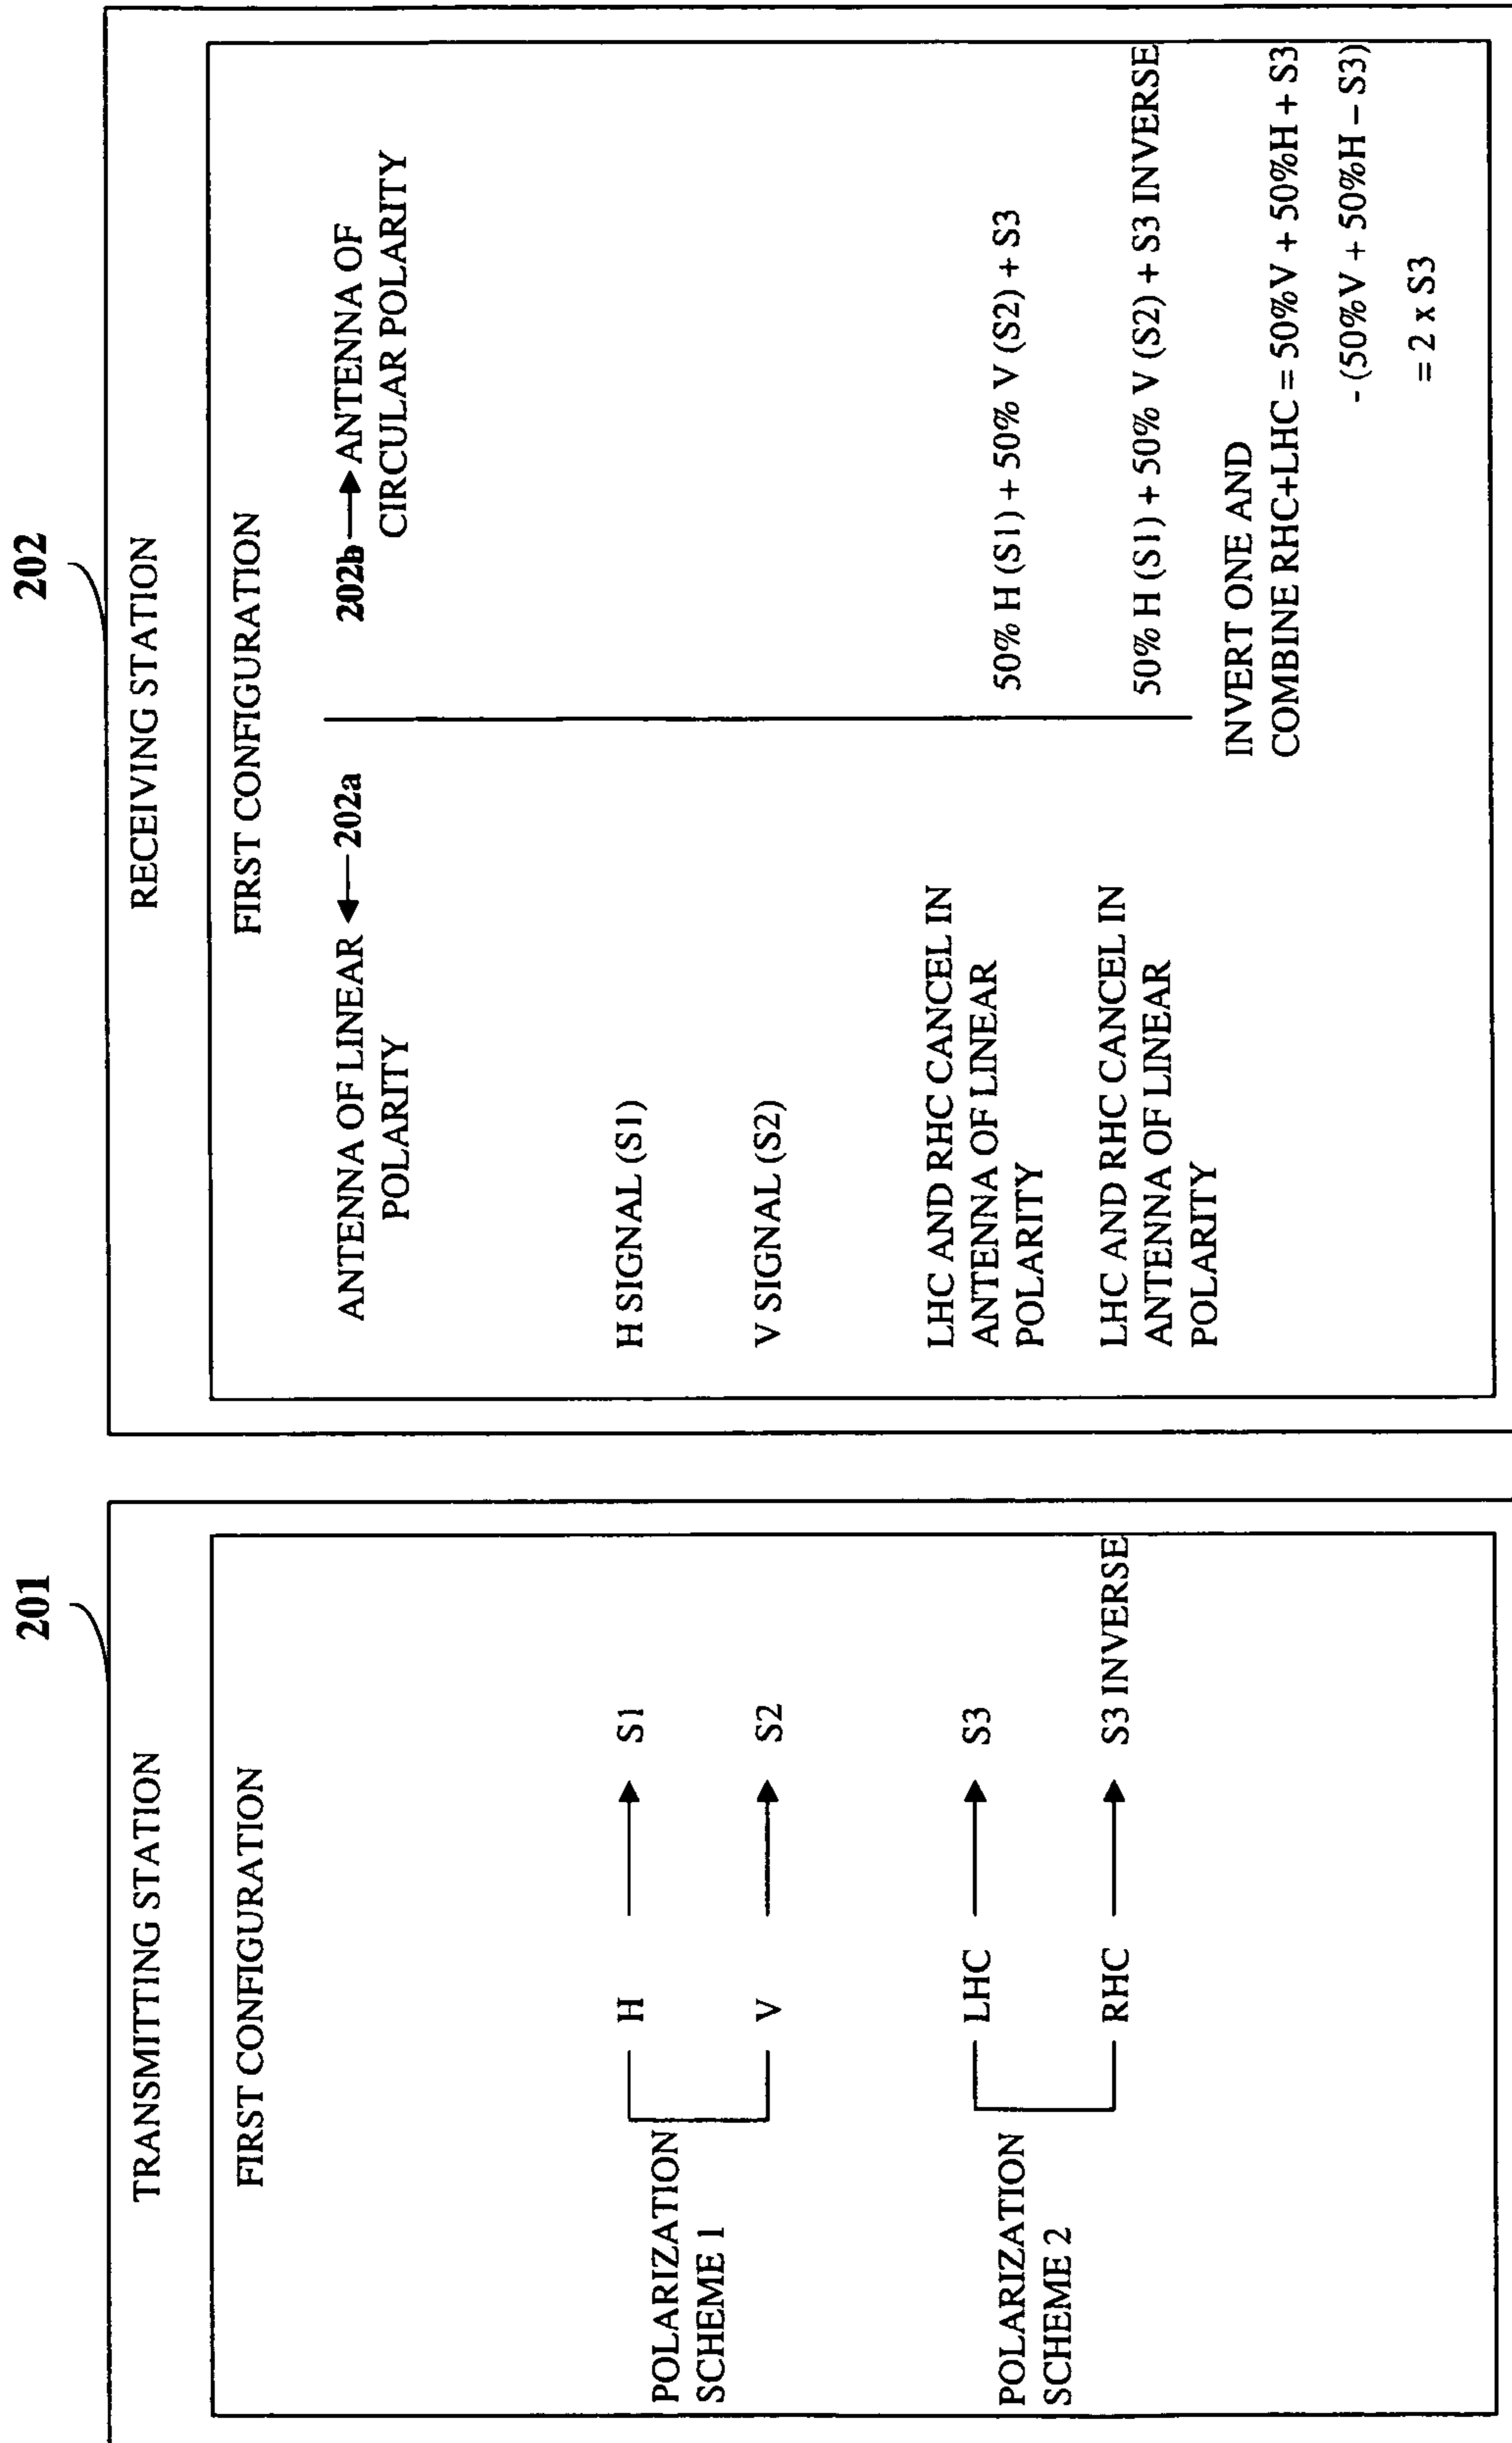 201
TRANSMITTING STATION
FIRST CONFIGURATION
POLARIZATION
SCHEME 1
H
S1
V
S2
POLARIZATION
SCHEME 2
LHC
S3
RHC
S3 INVERSE
202
RECEIVING STATION
FIRST CONFIGURATION
ANTENNA OF LINEAR
POLARITY
202a
202b
ANTENNA OF
CIRCULAR POLARITY
H SIGNAL (S1)
V SIGNAL (S2)
LHC AND RHC CANCEL IN
ANTENNA OF LINEAR
POLARITY
50% H (S1) + 50% V (S2) + S3
LHC AND RHC CANCEL IN
ANTENNA OF LINEAR
POLARITY
50% H (S1) + 50% V (S2) + S3 INVERSE
INVERT ONE AND
COMBINE RHC+LHC = 50%V + 50%H + S3
- (50%V + 50%H – S3)
= 2 x S3